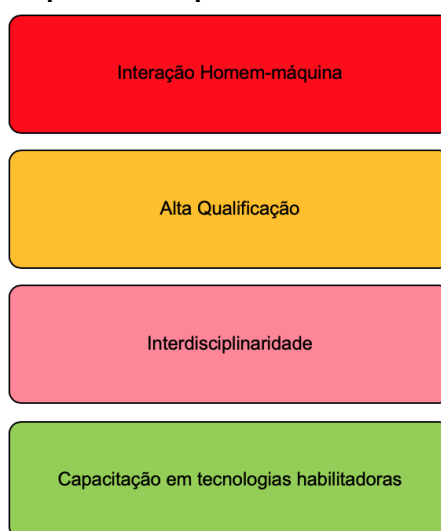 Interação Homem-máquina
Alta Qualificação
Interdisciplinaridade
Capacitação em tecnologias habilitadoras